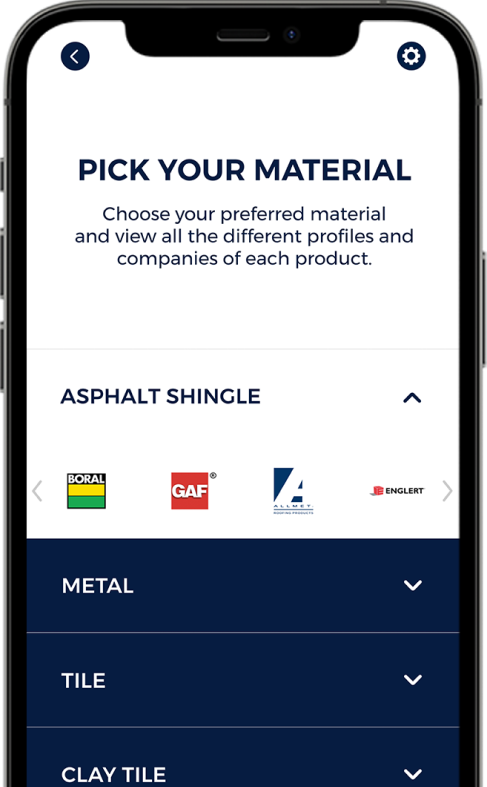 PICK YOUR MATERIAL
Choose your preferred material
and view all the different profiles and
companies of each product.
ASPHALT SHINGLE
BORAL
GAF®
ALLMET
ROOFING PRODUCTS
ENGLERT
METAL
TILE
CLAY TILE